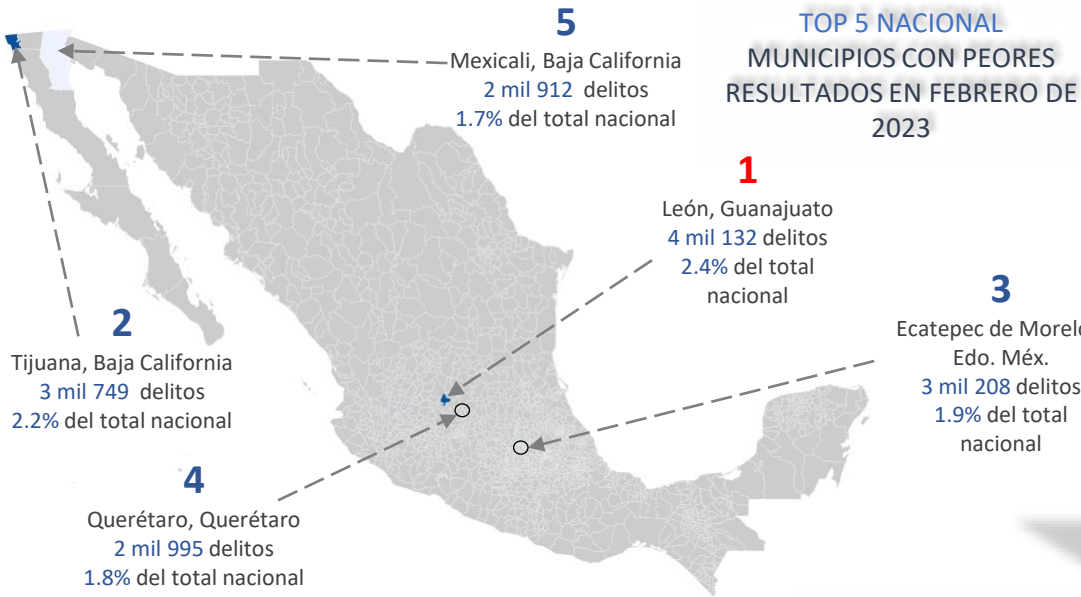 TOP 5 NACIONAL
MUNICIPIOS CON PEORES
RESULTADOS EN FEBRERO DE
2023
5
Mexicali, Baja California
2 mil 912 delitos
1.7% del total nacional
1
León, Guanajuato
4 mil 132 delitos
2.4% del total
nacional
2
Tijuana, Baja California
3 mil 749 delitos
2.2% del total nacional
3
Ecatepec de Morelo
Edo. Méx.
3 mil 208 delitos
1.9% del total
nacional
4
Querétaro, Querétaro
2 mil 995 delitos
1.8% del total nacional